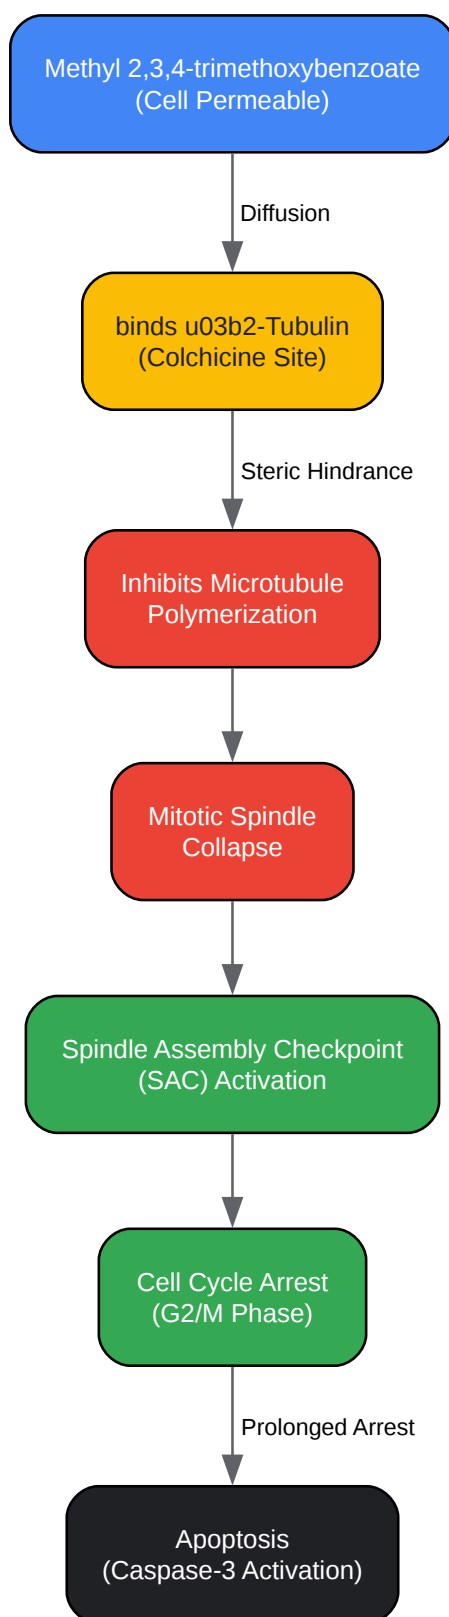 Methyl 2,3,4-trimethoxybenzoate
(Cell Permeable)
Diffusion
binds u03b2-Tubulin
(Colchicine Site)
Steric Hindrance
Inhibits Microtubule
Polymerization
Mitotic Spindle
Collapse
Spindle Assembly Checkpoint
(SAC) Activation
Cell Cycle Arrest
(G2/M Phase)
Prolonged Arrest
Apoptosis
(Caspase-3 Activation)